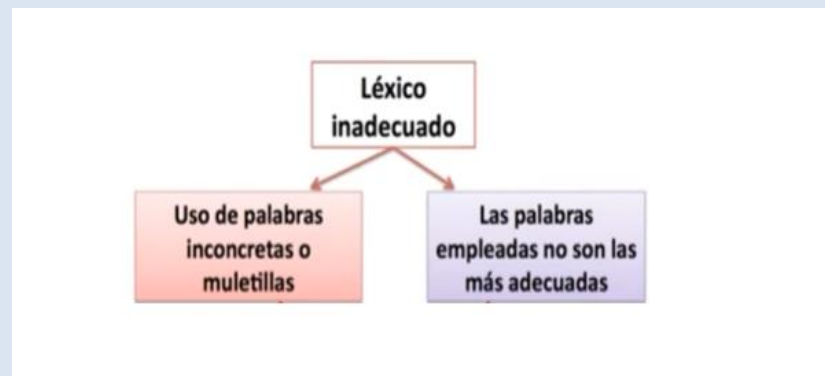 Léxico
inadecuado
Uso de palabras
inconcretas o
muletillas
Las palabras
empleadas no son las
más adecuadas